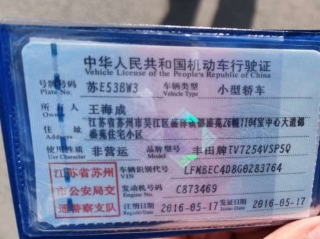 中华人民共和国机动车行驶证
Vehicle License of the People's Republic of China
号牌号码 苏E53BW3 车辆类型 小型轿车
Plate No. Vehicle Type
所有人 王海成
Owner
住址 江苏省苏州市吴江区
Address
使用性质 非营运 品牌型号 丰田牌TV7254VSPSQ
Use Character Model
江苏省苏州 车辆识别代号 LFMBEC4D8G0283764
市公安局交 VIN
通警察支队 发动机号码 C873469
Engine No.
注册日期 2016-05-17 发证日期 2016-05-17
Register Date Issue Date